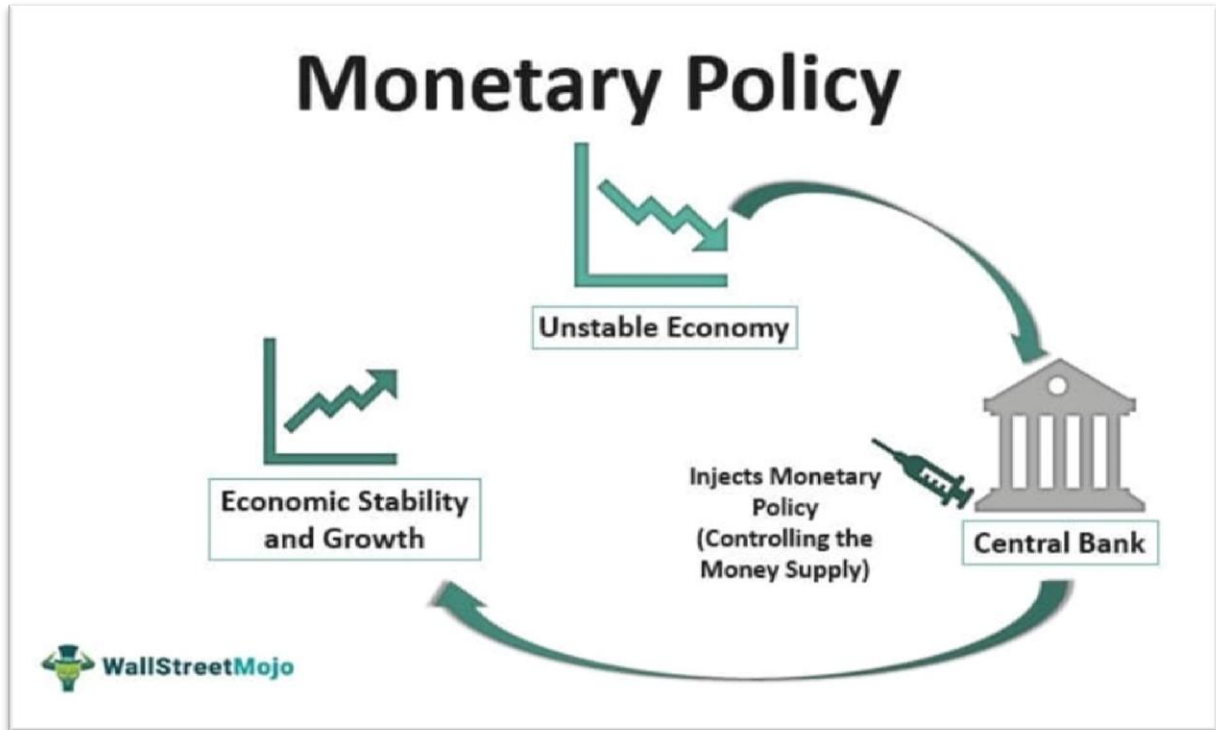 Monetary Policy
Unstable Economy
Economic Stability
and Growth
Injects Monetary
Policy
(Controlling the
Money Supply)
Central Bank
WallStreetMojo